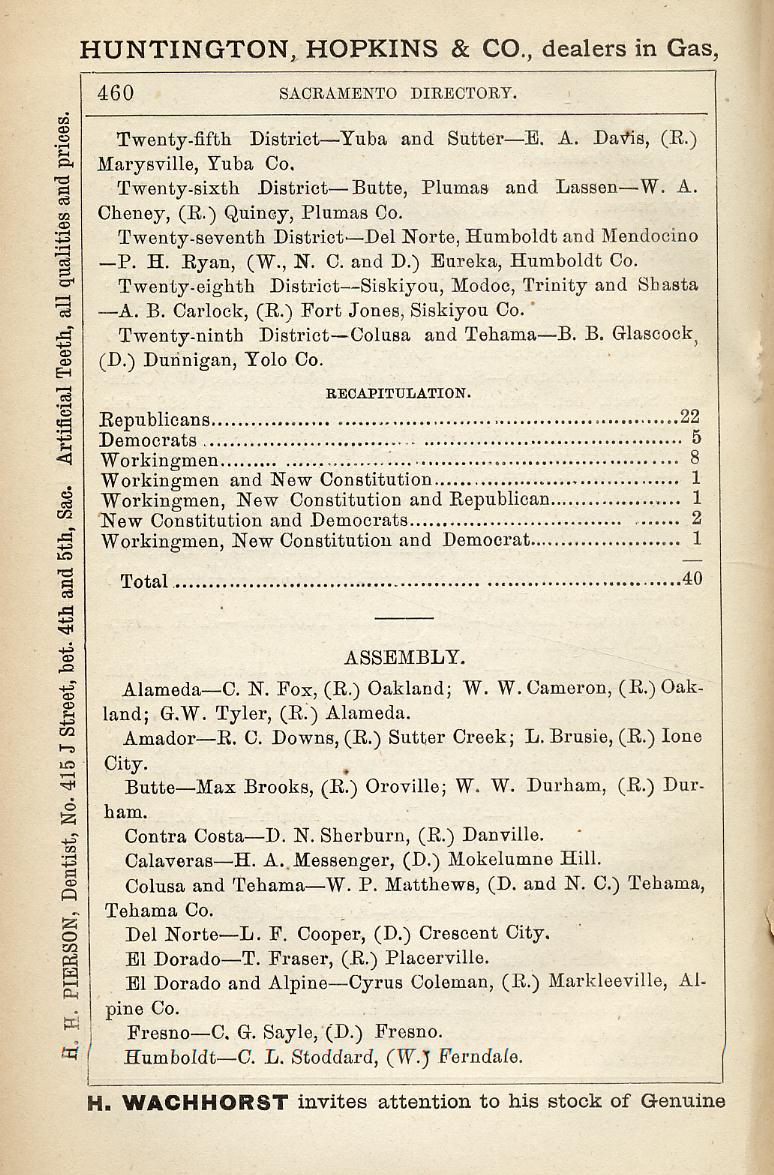 HUNTINGTON, HOPKINS & CO., dealers in Gas,
460 SACRAMENTO DIRECTORY.
Twenty-fifth District—Yuba and Sutter—E. A. Davis, (R.)
Marysville, Yuba Co.
Twenty-sixth District—Butte, Plumas and Lassen—W. A.
Cheney, (R.) Quincy, Plumas Co.
Twenty-seventh District—Del Norte, Humboldt and Mendocino
—P. H. Ryan, (W., N. C. and D.) Eureka, Humboldt Co.
Twenty-eighth District—Siskiyou, Modoc, Trinity and Shasta
—A. B. Carlock, (R.) Fort Jones, Siskiyou Co.
Twenty-ninth District—Colusa and Tehama—B. B. Glascock,
(D.) Dunnigan, Yolo Co.
RECAPITULATION.
Republicans....................22
Democrats....................5
Workingmen....................8
Workingmen and New Constitution....................1
Workingmen, New Constitution and Republican....................1
New Constitution and Democrats....................2
Workingmen, New Constitution and Democrat....................1
Total....................40
ASSEMBLY.
Alameda—C. N. Fox, (R.) Oakland; W. W. Cameron, (R.) Oak-
land; G.W. Tyler, (R.) Alameda.
Amador—R. C. Downs, (R.) Sutter Creek; L. Brusie, (R.) Ione
City.
Butte—Max Brooks, (R.) Oroville; W. W. Durham, (R.) Dur-
ham.
Contra Costa—D. N. Sherburn, (R.) Danville.
Calaveras—H. A. Messenger, (D.) Mokelumne Hill.
Colusa and Tehama—W. P. Matthews, (D. and N. C.) Tehama,
Tehama Co.
Del Norte—L. F. Cooper, (D.) Crescent City.
El Dorado—T. Fraser, (R.) Placerville.
El Dorado and Alpine—Cyrus Coleman, (R.) Markleeville, Al-
pine Co.
Fresno—C. G. Sayle, (D.) Fresno.
Humboldt—C. L. Stoddard, (W.) Ferndale.
H. WACHHORST invites attention to his stock of Genuine
H. H. PIERSON, Dentist, No. 415 J Street, bet. 4th and 5th, Sac. Artificial Teeth, all qualities and prices.